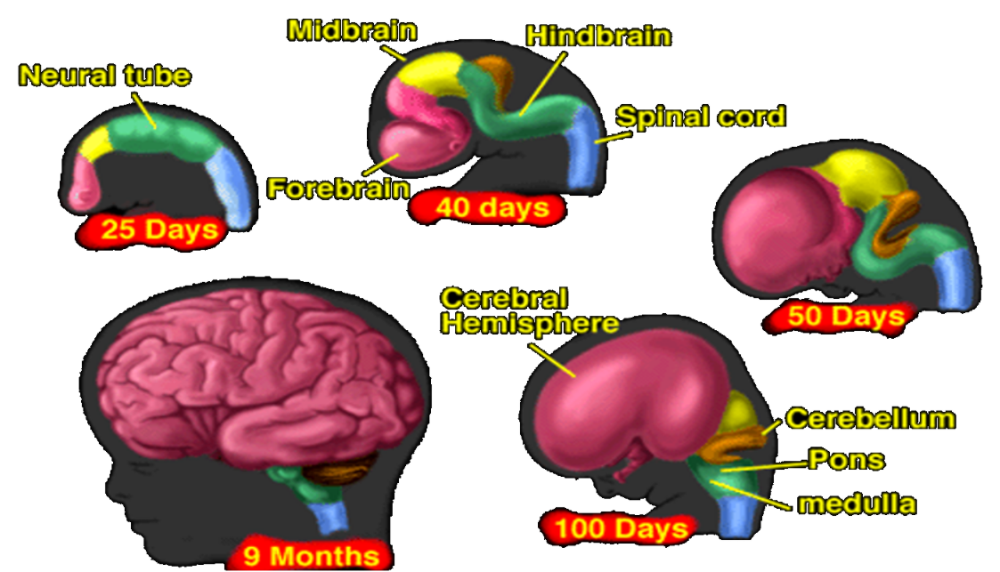 Neural tube
25 Days
Midbrain
Hindbrain
Spinal cord
Forebrain
40 days
50 Days
9 Months
Cerebral
Hemisphere
Cerebellum
Pons
medulla
100 Days